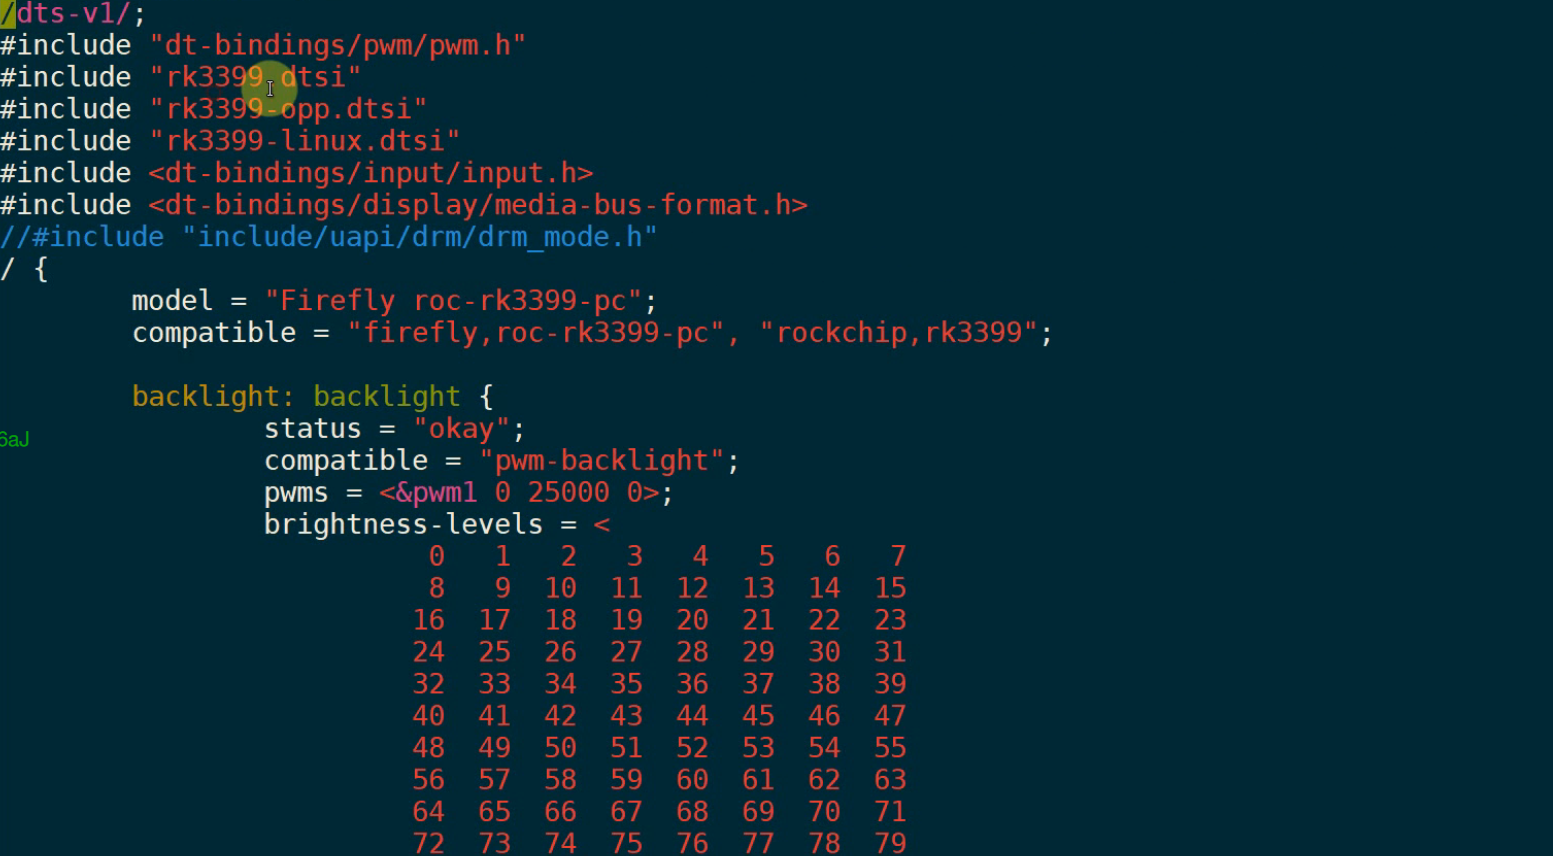 /dts-v1/;
#include "dt-bindings/pwm/pwm.h"
#include "rk3399.dtsi"
#include "rk3399-opp.dtsi"
#include "rk3399-linux.dtsi"
#include <dt-bindings/input/input.h>
#include <dt-bindings/display/media-bus-format.h>
//#include "include/uapi/drm/drm_mode.h"
/ {
model = "Firefly roc-rk3399-pc";
compatible = "firefly,roc-rk3399-pc", "rockchip,rk3399";
backlight: backlight {
status = "okay";
6aJ
compatible = "pwm-backlight";
pwms = <&pwm1 0 25000 0>;
brightness-levels = <
0 1 2 3 4 5 6 7
8 9 10 11 12 13 14 15
16 17 18 19 20 21 22 23
24 25 26 27 28 29 30 31
32 33 34 35 36 37 38 39
40 41 42 43 44 45 46 47
48 49 50 51 52 53 54 55
56 57 58 59 60 61 62 63
64 65 66 67 68 69 70 71
72 73 74 75 76 77 78 79